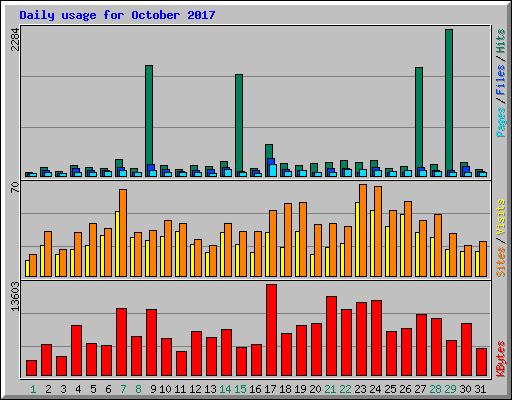 Daily usage for October 2017
2284
70
13603
Pages / Files / Hits
Sites / Visits
KBytes
1 2 3 4 5 6 7 8 9 10 11 12 13 14 15 16 17 18 19 20 21 22 23 24 25 26 27 28 29 30 31